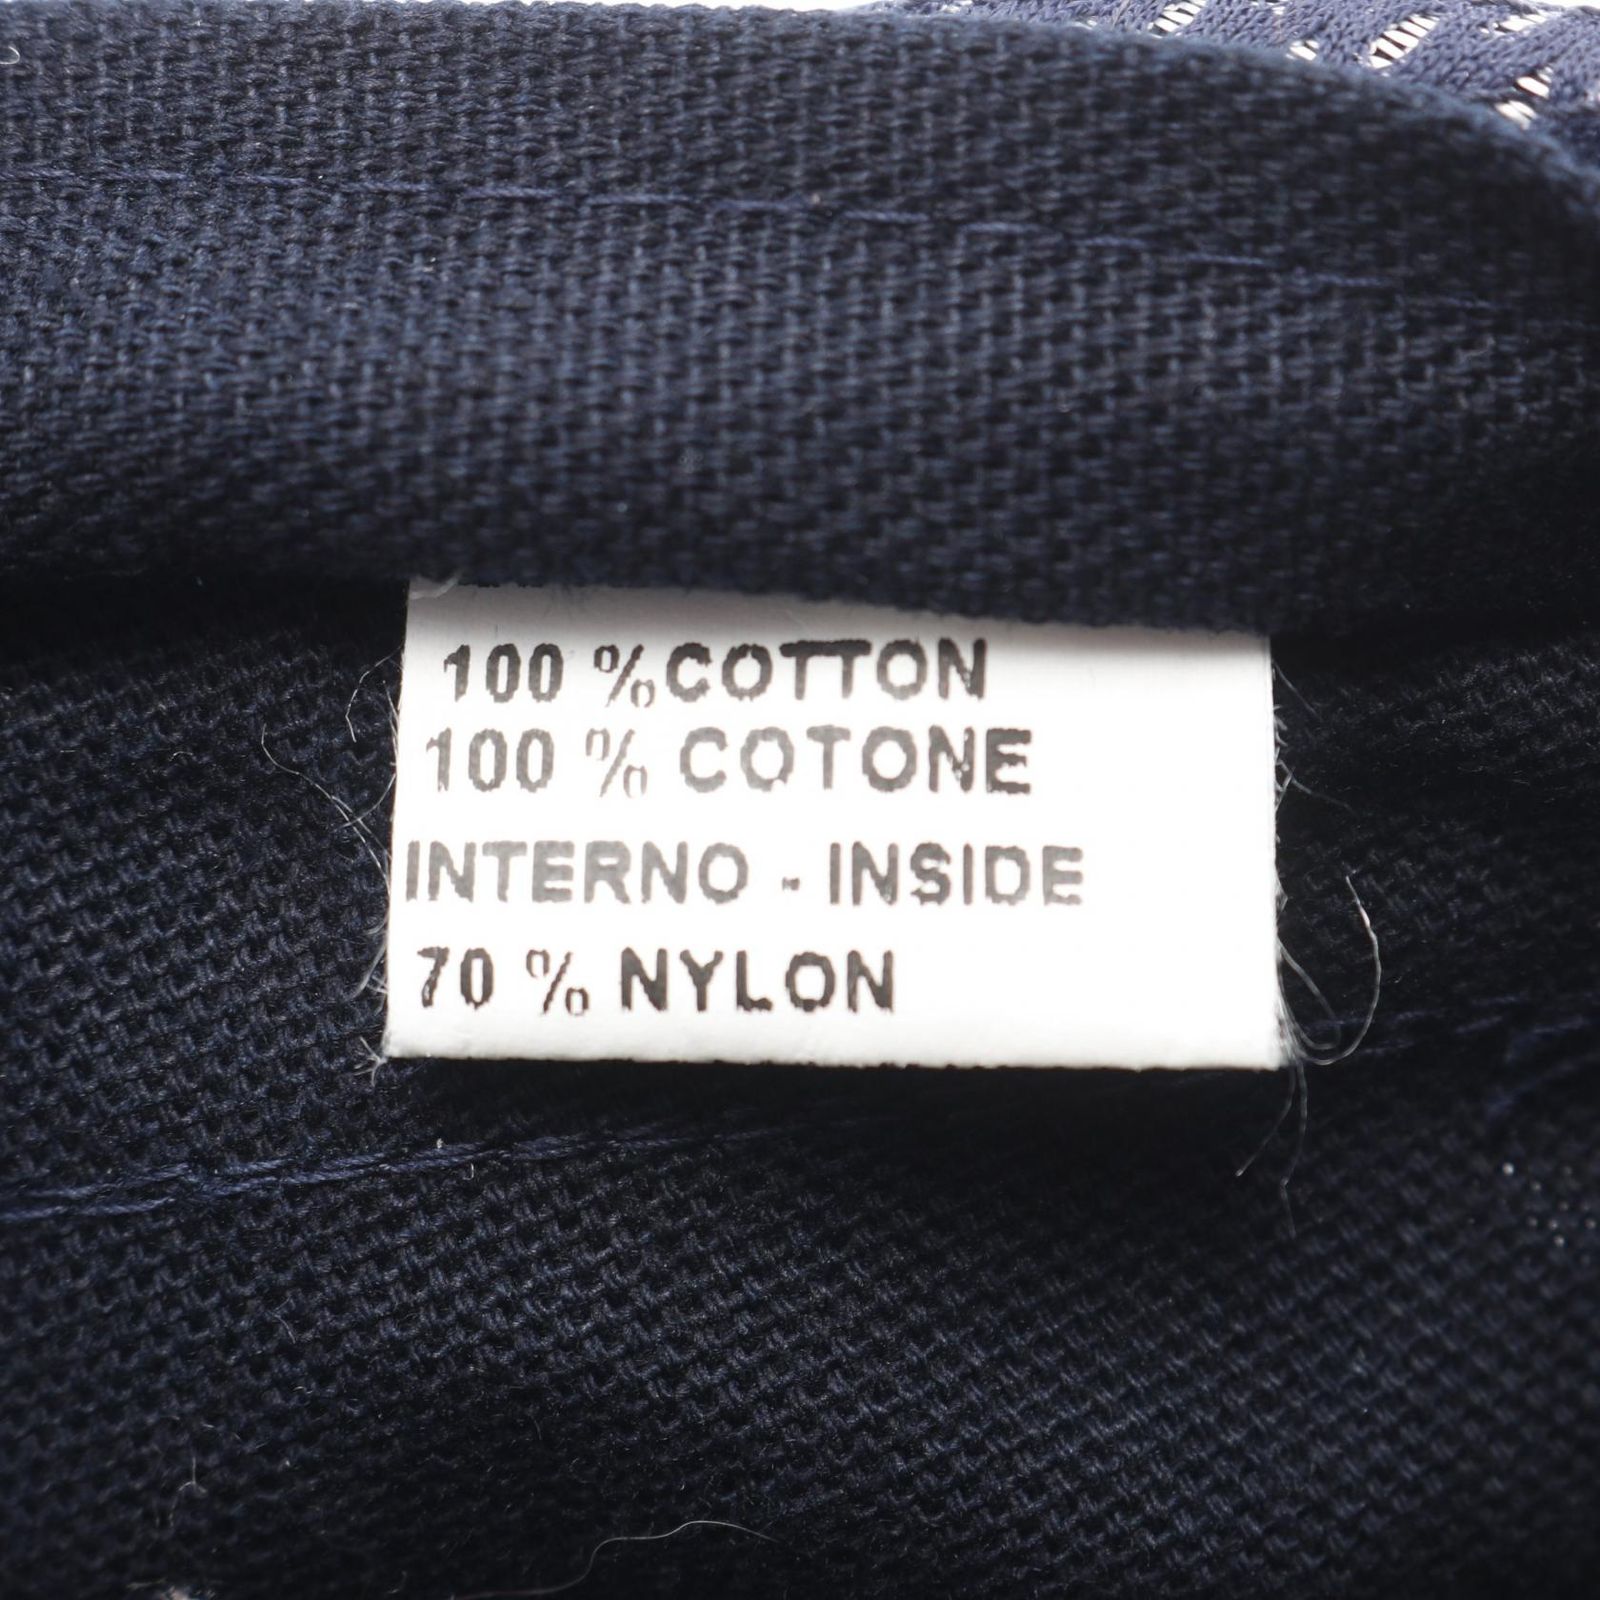 100 %COTTON
100 % COTONE
INTERNO - INSIDE
70 % NYLON